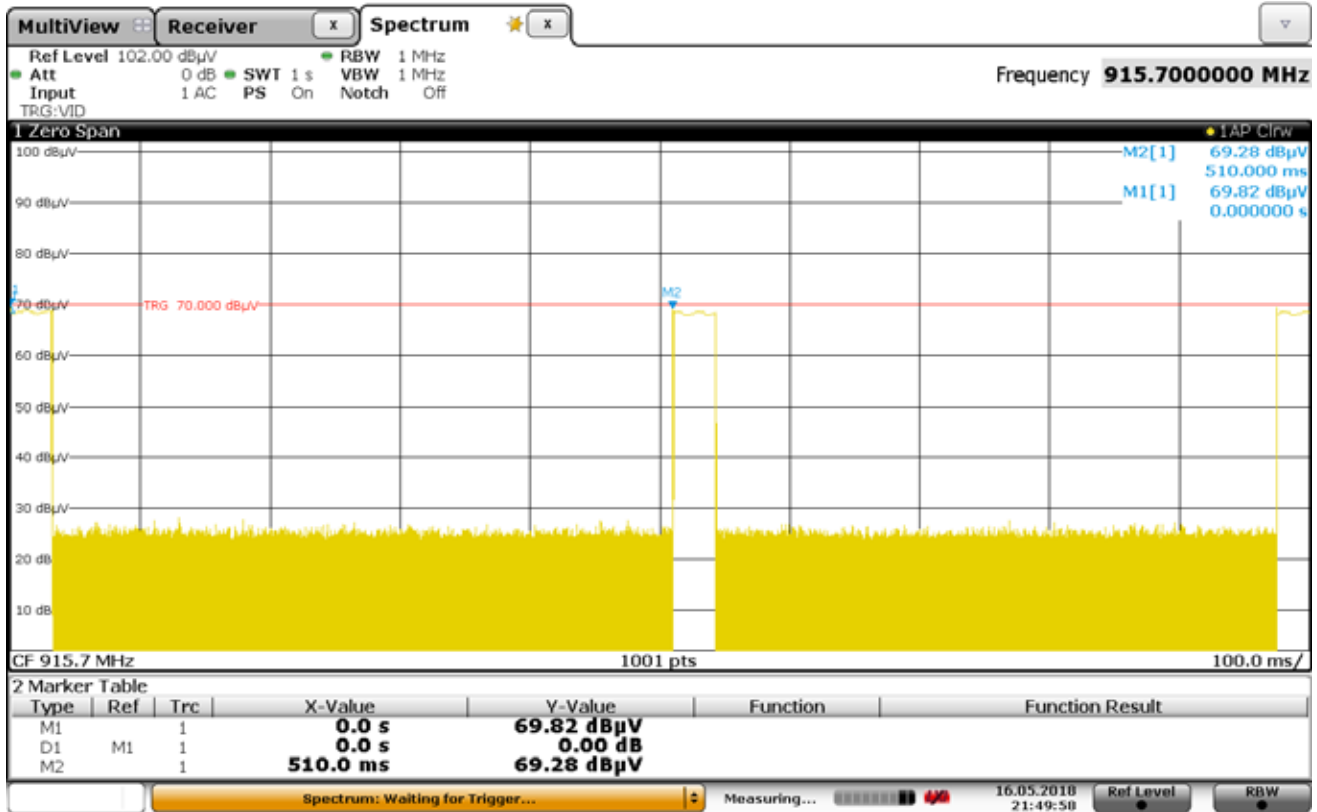 MultiView Receiver x Spectrum x
Ref Level 102.00 dBµV RBW 1 MHz
Att 0 dB SWT 1 s VBW 1 MHz
Input 1 AC PS On Notch Off
TRG:VID
Frequency 915.7000000 MHz
1 Zero Span 1AP Clrw
100 dBµV
M2[1] 69.28 dBµV
510.000 ms
M1[1] 69.82 dBµV
0.000000 s
90 dBµV
80 dBµV
M2
70 dBµV
TRG 70.000 dBµV
60 dBµV
50 dBµV
40 dBµV
30 dBµV
20 dB
10 dB
CF 915.7 MHz 1001 pts 100.0 ms/
2 Marker Table
Type Ref Trc X-Value Y-Value Function Function Result
M1 1 0.0 s 69.82 dBµV
D1 M1 1 0.0 s 0.00 dB
M2 1 510.0 ms 69.28 dBµV
Spectrum: Waiting for Trigger... Measuring... 16.05.2018 Ref Level RBW
21:49:58